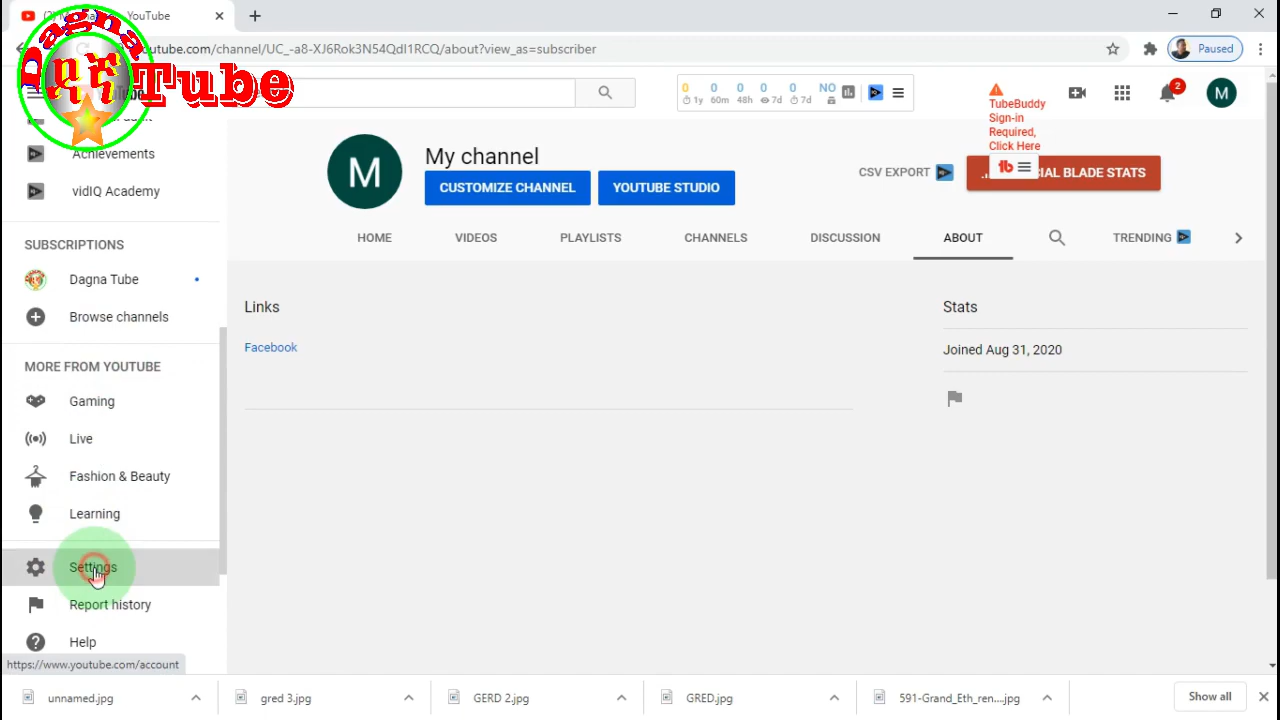 YouTube
Dagna
ዳኛ
Tube
youtube.com/channel/UC_-a8-XJ6Rok3N54QdI1RCQ/about?view_as=subscriber
Paused
0 0 0 0 NO
1y 60m 48h 7d 7d
TubeBuddy
Sign-in
Required,
Click Here
2
M
Achievements
vidIQ Academy
M
My channel
CUSTOMIZE CHANNEL
YOUTUBE STUDIO
CSV EXPORT
tb
BLADE STATS
HOME
VIDEOS
PLAYLISTS
CHANNELS
DISCUSSION
ABOUT
TRENDING
SUBSCRIPTIONS
Dagna Tube
Browse channels
MORE FROM YOUTUBE
Gaming
Live
Fashion & Beauty
Learning
Settings
Report history
Help
Links
Facebook
Stats
Joined Aug 31, 2020
https://www.youtube.com/account
unnamed.jpg
gred 3.jpg
GERD 2.jpg
GRED.jpg
591-Grand_Eth_ren....jpg
Show all